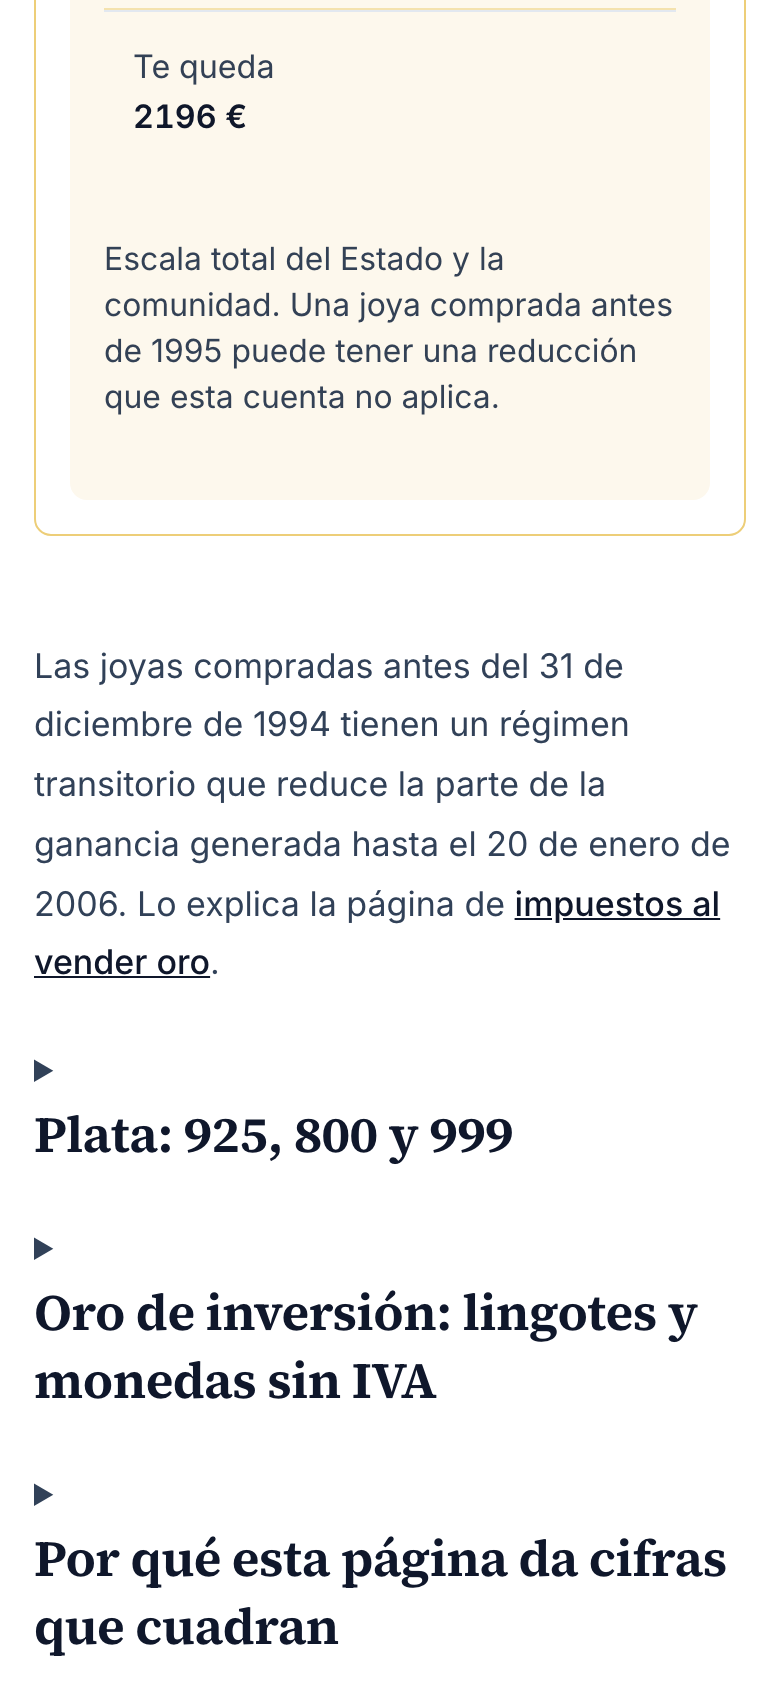 Te queda
2196 €
Escala total del Estado y la
comunidad. Una joya comprada antes
de 1995 puede tener una reducción
que esta cuenta no aplica.
Las joyas compradas antes del 31 de
diciembre de 1994 tienen un régimen
transitorio que reduce la parte de la
ganancia generada hasta el 20 de enero de
2006. Lo explica la página de impuestos al
vender oro.
Plata: 925, 800 y 999
Oro de inversión: lingotes y
monedas sin IVA
Por qué esta página da cifras
que cuadran